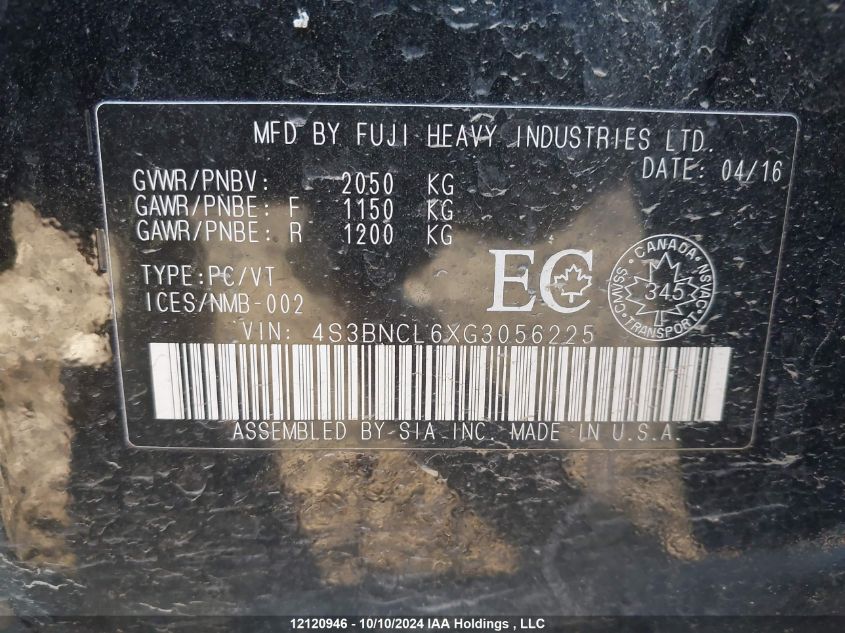 MFD BY FUJI HEAVY INDUSTRIES LTD.
DATE: 04/16
GVWR/PNBV: 2050 KG
GAWR/PNBE: F 1150 KG
GAWR/PNBE: R 1200 KG
TYPE:PC/VT
ICES/NMB-002
EC
CANADA
CMVSS 345 NSVAC
TRANSPORT
VIN: 4S3BNCL6XG3056225
ASSEMBLED BY SIA INC. MADE IN U.S.A.
12120946 - 10/10/2024 IAA Holdings , LLC